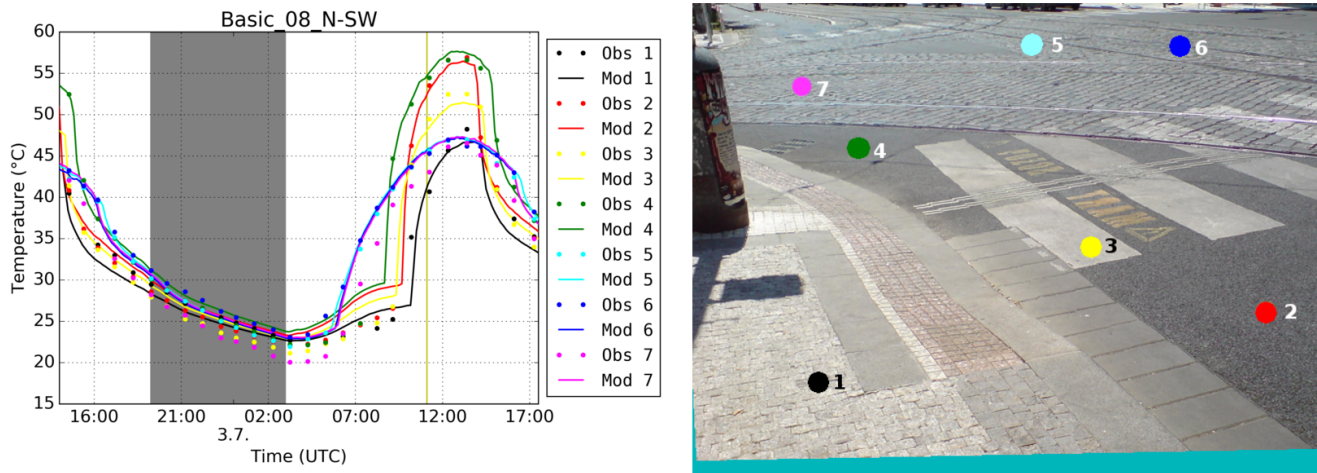 Basic_08_N-SW
60
55
50
45
40
35
30
25
20
15
Temperature (°C)
16:00 21:00 02:00 07:00 12:00 17:00
3.7.
Time (UTC)
Obs 1
Mod 1
Obs 2
Mod 2
Obs 3
Mod 3
Obs 4
Mod 4
Obs 5
Mod 5
Obs 6
Mod 6
Obs 7
Mod 7
5
6
7
4
3
2
1